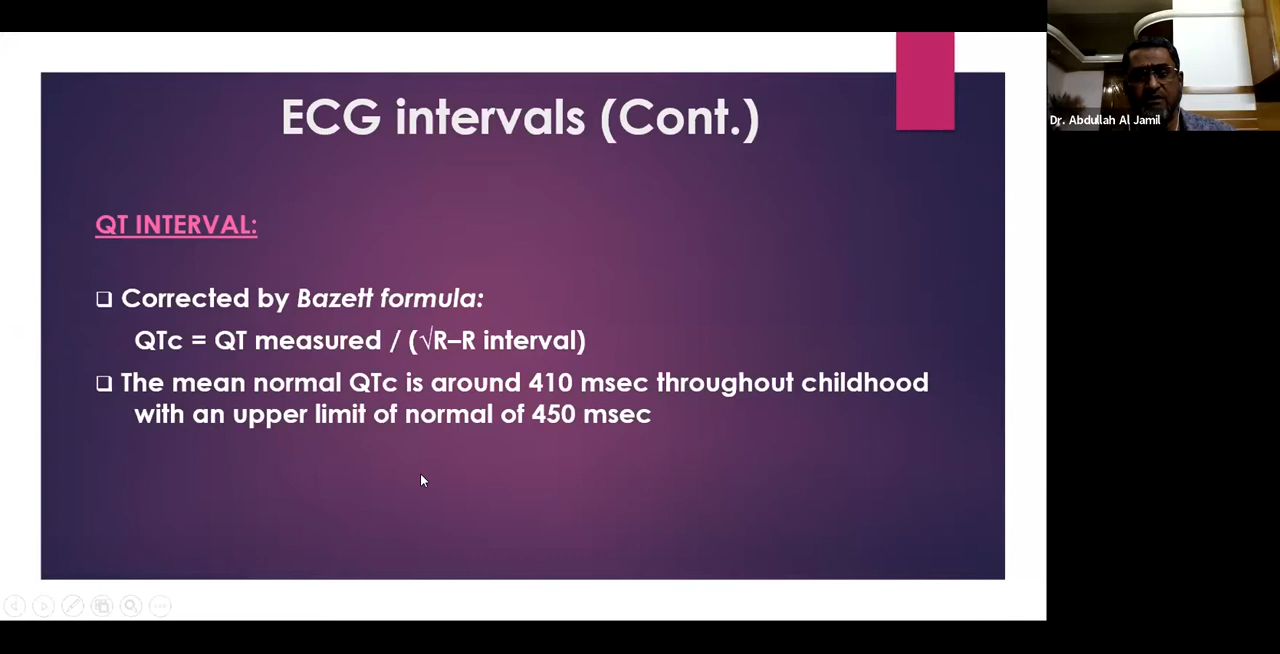 ECG intervals (Cont.)
Dr. Abdullah Al Jamil
QT INTERVAL:
❑ Corrected by Bazett formula:
QTc = QT measured / (√R–R interval)
❑ The mean normal QTc is around 410 msec throughout childhood
with an upper limit of normal of 450 msec